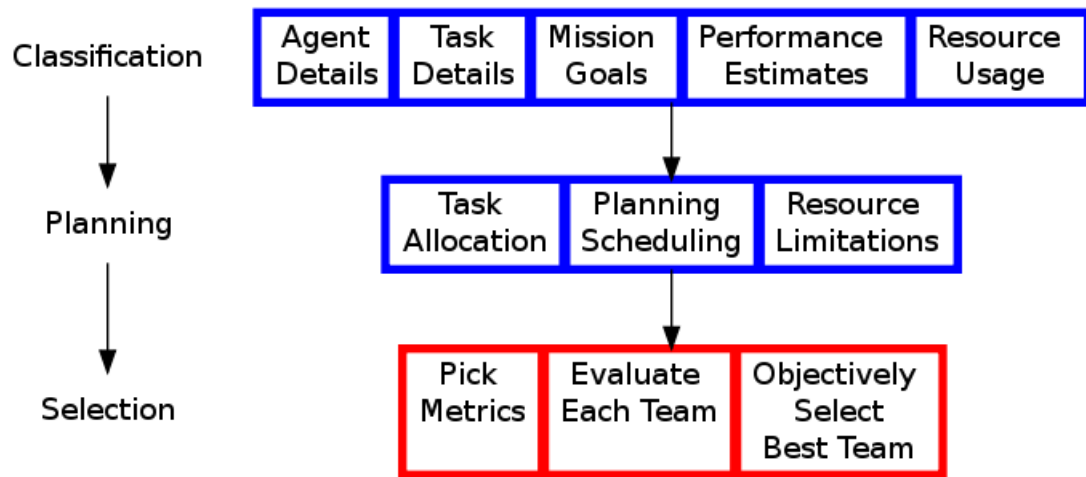 Classification
Agent
Details
Task
Details
Mission
Goals
Performance
Estimates
Resource
Usage
Planning
Task
Allocation
Planning
Scheduling
Resource
Limitations
Selection
Pick
Metrics
Evaluate
Each Team
Objectively
Select
Best Team